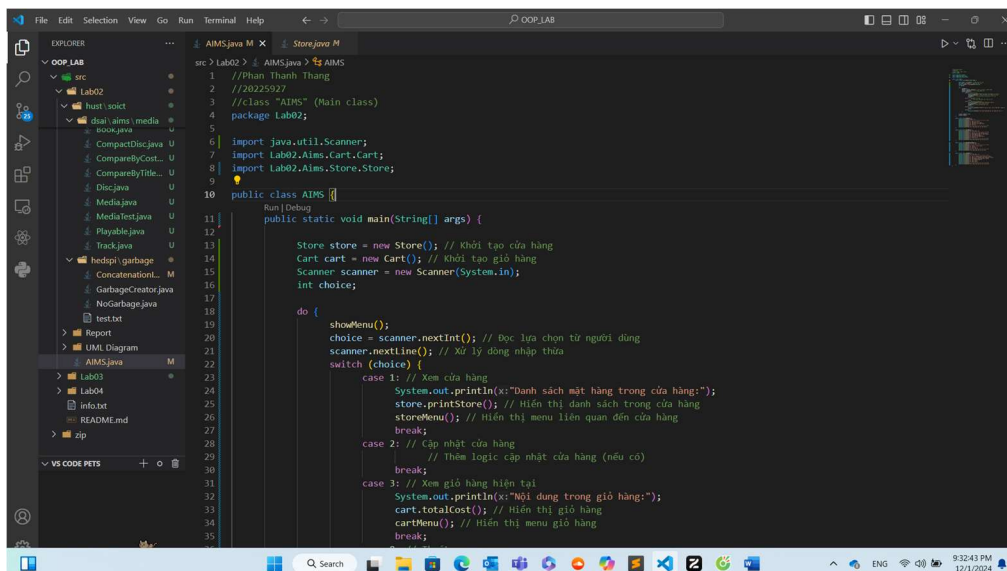 File Edit Selection View Go Run Terminal Help
OOP_LAB
EXPLORER
AIMS.java M
Store.java M
OOP_LAB
src > Lab02 > AIMS.java > AIMS
src
Lab02
hust\soict
dsai\aims\media
Book.java U
CompactDisc.java U
CompareByCost... U
CompareByTitle... U
Disc.java U
Media.java U
MediaTest.java U
Playable.java U
Track.java U
hedspi\garbage
ConcatenationI... M
GarbageCreator.java
NoGarbage.java
test.txt
Report
UML Diagram
AIMS.java M
Lab03
Lab04
info.txt
README.md
zip
VS CODE PETS
25
1 //Phan Thanh Thang
2 //20225927
3 //class "AIMS" (Main class)
4 package Lab02;
5
6 import java.util.Scanner;
7 import Lab02.Aims.Cart.Cart;
8 import Lab02.Aims.Store.Store;
9
10 public class AIMS {
Run | Debug
11 public static void main(String[] args) {
12
13 Store store = new Store(); // Khởi tạo cửa hàng
14 Cart cart = new Cart(); // Khởi tạo giỏ hàng
15 Scanner scanner = new Scanner(System.in);
16 int choice;
17
18 do {
19 showMenu();
20 choice = scanner.nextInt(); // Đọc lựa chọn từ người dùng
21 scanner.nextLine(); // Xử lý dòng nhập thừa
22 switch (choice) {
23 case 1: // Xem cửa hàng
24 System.out.println(x:"Danh sách mặt hàng trong cửa hàng:");
25 store.printStore(); // Hiển thị danh sách trong cửa hàng
26 storeMenu(); // Hiển thị menu liên quan đến cửa hàng
27 break;
28 case 2: // Cập nhật cửa hàng
29 // Thêm logic cập nhật cửa hàng (nếu có)
30 break;
31 case 3: // Xem giỏ hàng hiện tại
32 System.out.println(x:"Nội dung trong giỏ hàng:");
33 cart.totalCost(); // Hiển thị giỏ hàng
34 cartMenu(); // Hiển thị menu giỏ hàng
35 break;
Search
ENG
9:32:43 PM
12/1/2024